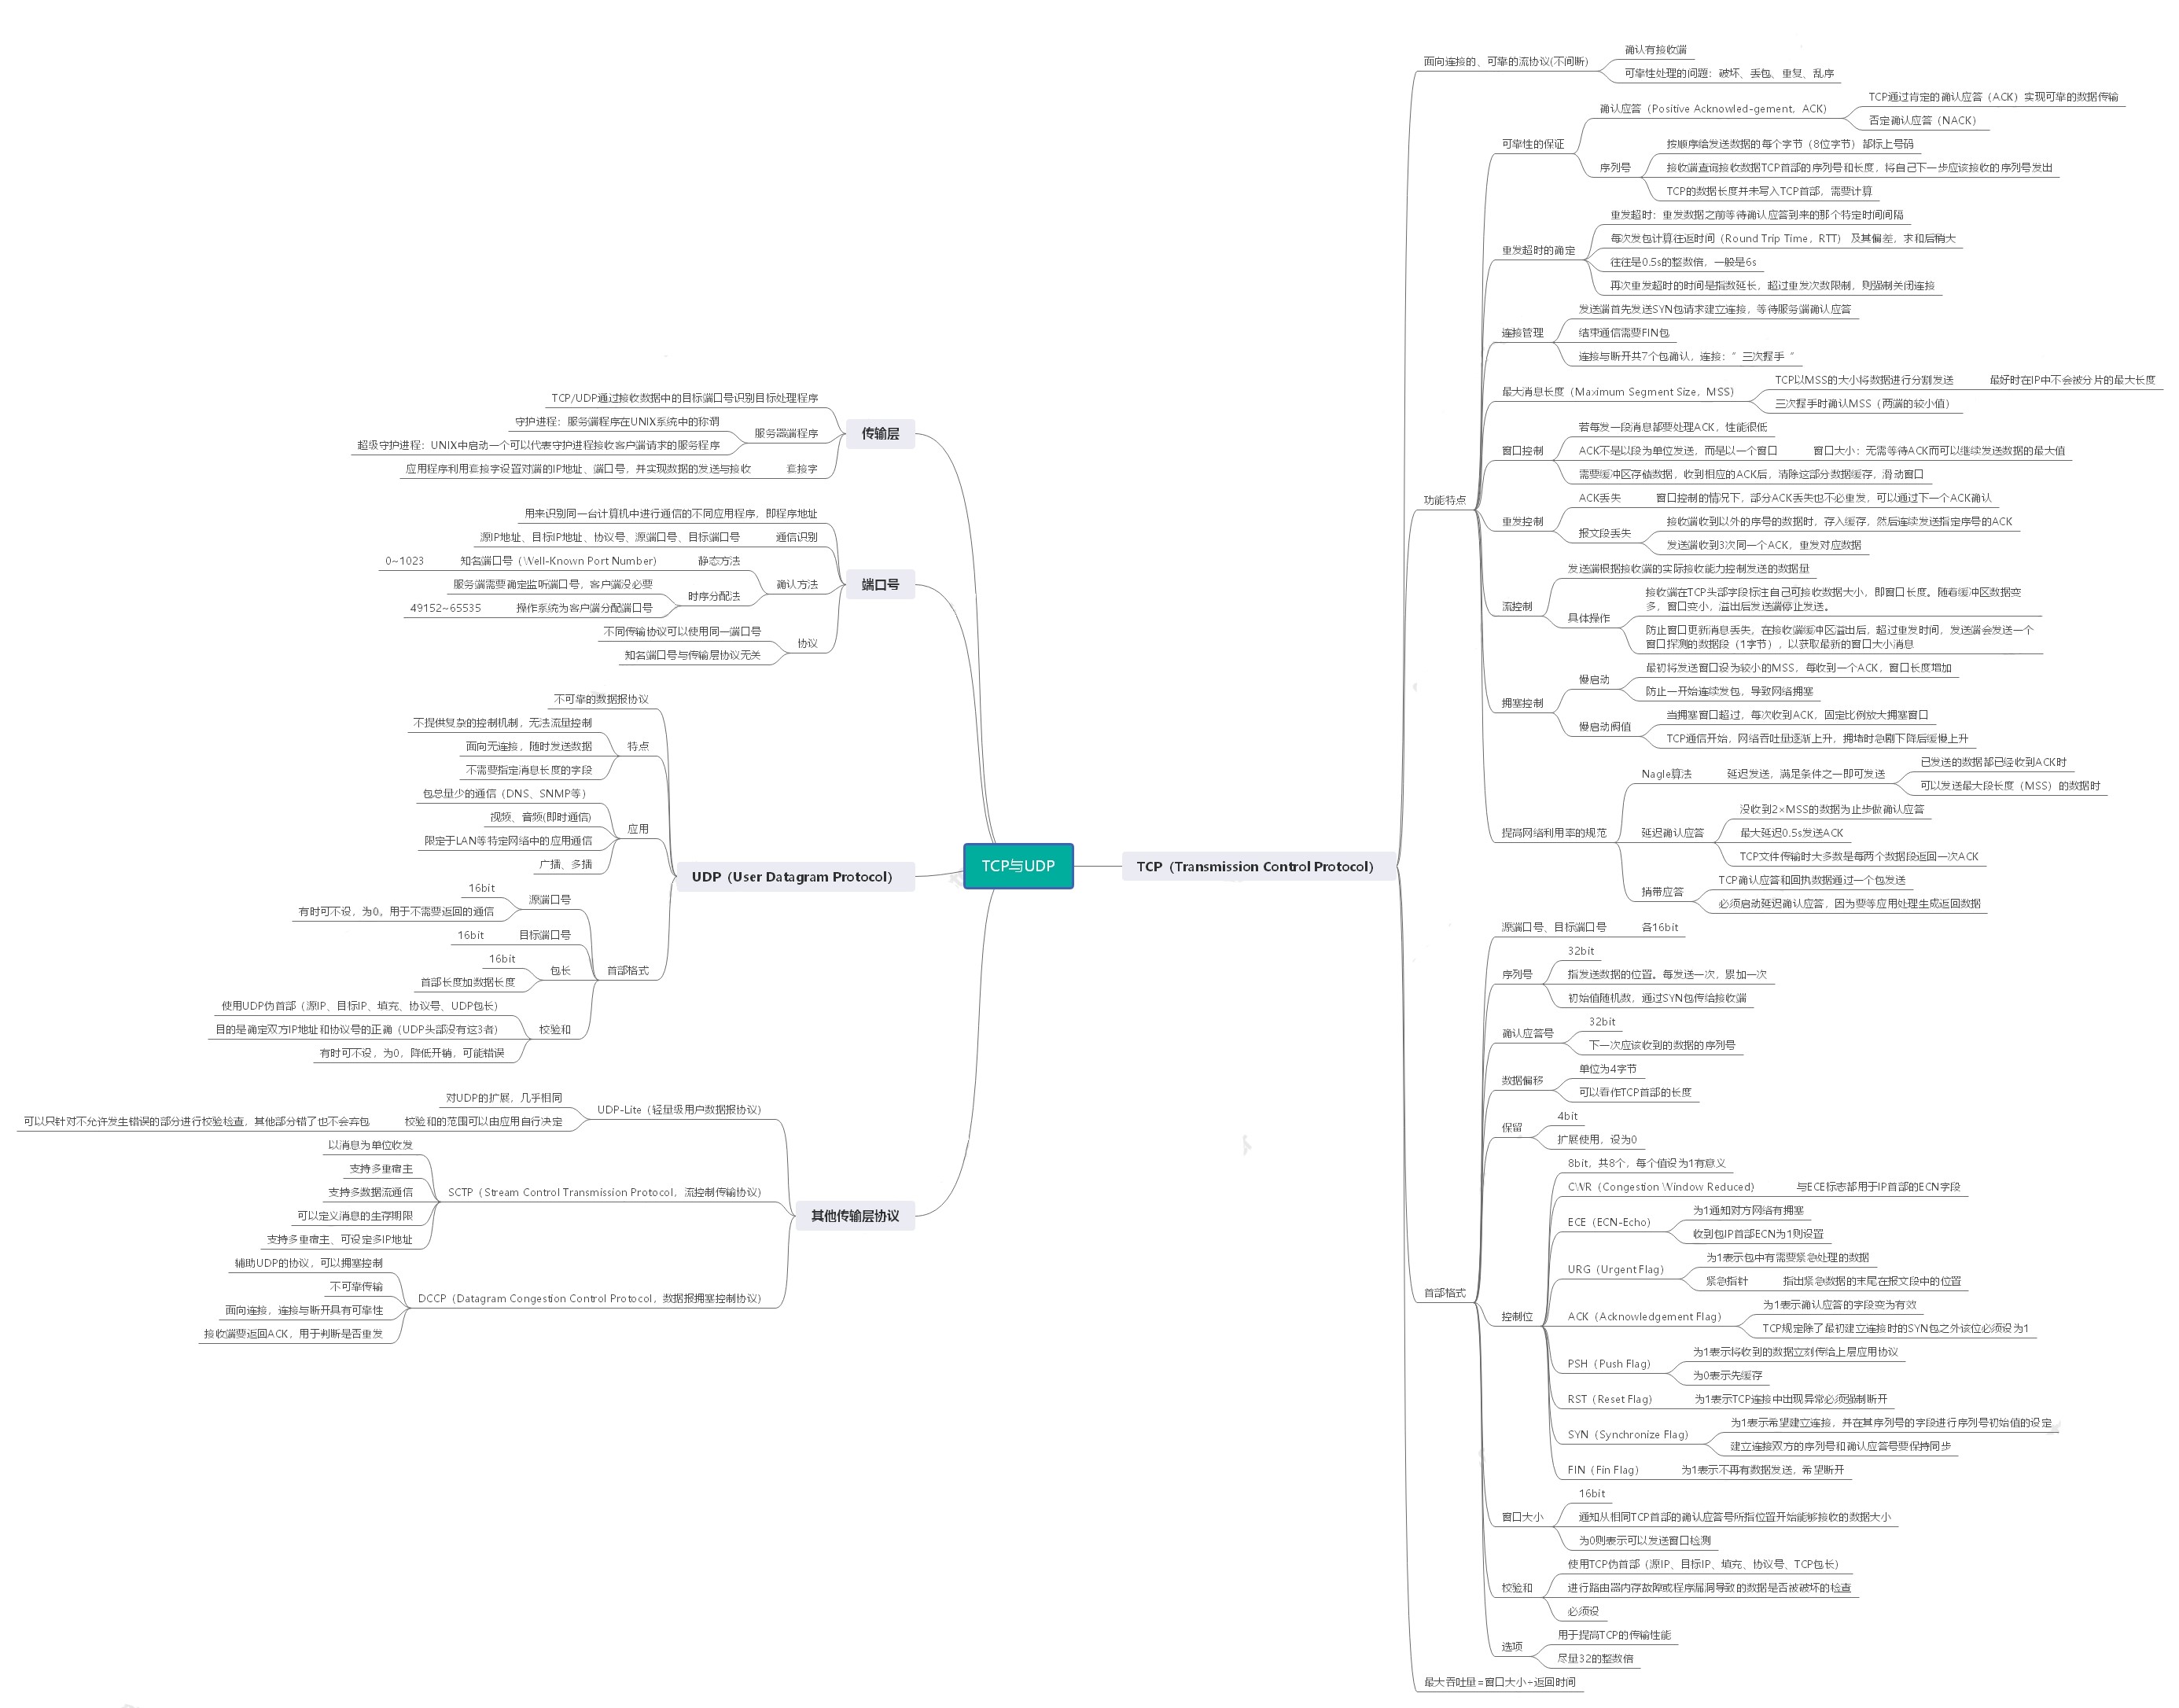 TCP与UDP
传输层
TCP/UDP通过接收数据中的目标端口号识别目标处理程序
服务器端程序
守护进程：服务端程序在UNIX系统中的称谓
超级守护进程：UNIX中启动一个可以代表守护进程接收客户端请求的服务程序
套接字
应用程序利用套接字设置对端的IP地址、端口号，并实现数据的发送与接收
端口号
用来识别同一台计算机中进行通信的不同应用程序，即程序地址
通信识别
源IP地址、目标IP地址、协议号、源端口号、目标端口号
确认方法
静态方法
知名端口号（Well-Known Port Number）
0~1023
时序分配法
服务端需要确定监听端口号，客户端没必要
操作系统为客户端分配端口号
49152~65535
协议
不同传输协议可以使用同一端口号
知名端口号与传输层协议无关
UDP（User Datagram Protocol）
不可靠的数据报协议
特点
不提供复杂的控制机制，无法流量控制
面向无连接，随时发送数据
不需要指定消息长度的字段
应用
包总量少的通信（DNS、SNMP等）
视频、音频(即时通信)
限定于LAN等特定网络中的应用通信
广播、多播
首部格式
源端口号
16bit
有时可不设，为0。用于不需要返回的通信
目标端口号
16bit
包长
16bit
首部长度加数据长度
校验和
使用UDP伪首部（源IP、目标IP、填充、协议号、UDP包长）
目的是确定双方IP地址和协议号的正确（UDP头部没有这3者）
有时可不设，为0，降低开销，可能错误
其他传输层协议
UDP-Lite（轻量级用户数据报协议）
对UDP的扩展，几乎相同
校验和的范围可以由应用自行决定
可以只针对不允许发生错误的部分进行校验检查，其他部分错了也不会弃包
SCTP（Stream Control Transmission Protocol，流控制传输协议）
以消息为单位收发
支持多重宿主
支持多数据流通信
可以定义消息的生存期限
支持多重宿主、可设定多IP地址
DCCP（Datagram Congestion Control Protocol，数据报拥塞控制协议）
辅助UDP的协议，可以拥塞控制
不可靠传输
面向连接，连接与断开具有可靠性
接收端要返回ACK，用于判断是否重发
TCP（Transmission Control Protocol）
面向连接的、可靠的流协议(不间断)
确认有接收端
可靠性处理的问题：破坏、丢包、重复、乱序
功能特点
可靠性的保证
确认应答（Positive Acknowled-gement，ACK）
TCP通过肯定的确认应答（ACK）实现可靠的数据传输
否定确认应答（NACK）
序列号
按顺序给发送数据的每个字节（8位字节）都标上号码
接收端查询接收数据TCP首部的序列号和长度，将自己下一步应该接收的序列号发出
TCP的数据长度并未写入TCP首部，需要计算
重发超时的确定
重发超时：重发数据之前等待确认应答到来的那个特定时间间隔
每次发包计算往返时间（Round Trip Time，RTT） 及其偏差，求和后稍大
往往是0.5s的整数倍，一般是6s
再次重发超时的时间是指数延长，超过重发次数限制，则强制关闭连接
连接管理
发送端首先发送SYN包请求建立连接，等待服务端确认应答
结束通信需要FIN包
连接与断开共7个包确认，连接：“三次握手 ”
最大消息长度（Maximum Segment Size，MSS）
TCP以MSS的大小将数据进行分割发送
最好时在IP中不会被分片的最大长度
三次握手时确认MSS（两端的较小值）
窗口控制
若每发一段消息都要处理ACK，性能很低
ACK不是以段为单位发送，而是以一个窗口
窗口大小：无需等待ACK而可以继续发送数据的最大值
需要缓冲区存储数据，收到相应的ACK后，清除这部分数据缓存，滑动窗口
重发控制
ACK丢失
窗口控制的情况下，部分ACK丢失也不必重发，可以通过下一个ACK确认
报文段丢失
接收端收到以外的序号的数据时，存入缓存，然后连续发送指定序号的ACK
发送端收到3次同一个ACK，重发对应数据
流控制
发送端根据接收端的实际接收能力控制发送的数据量
具体操作
接收端在TCP头部字段标注自己可接收数据大小，即窗口长度。随着缓冲区数据变
多，窗口变小，溢出后发送端停止发送。
防止窗口更新消息丢失，在接收端缓冲区溢出后，超过重发时间，发送端会发送一个
窗口探测的数据段（1字节），以获取最新的窗口大小消息
拥塞控制
慢启动
最初将发送窗口设为较小的MSS，每收到一个ACK，窗口长度增加
防止一开始连续发包，导致网络拥塞
慢启动阀值
当拥塞窗口超过，每次收到ACK，固定比例放大拥塞窗口
TCP通信开始，网络吞吐量逐渐上升，拥堵时急剧下降后缓慢上升
提高网络利用率的规范
Nagle算法
延迟发送，满足条件之一即可发送
已发送的数据都已经收到ACK时
可以发送最大段长度（MSS）的数据时
延迟确认应答
没收到2×MSS的数据为止步做确认应答
最大延迟0.5s发送ACK
TCP文件传输时大多数是每两个数据段返回一次ACK
捎带应答
TCP确认应答和回执数据通过一个包发送
必须启动延迟确认应答，因为要等应用处理生成返回数据
首部格式
源端口号、目标端口号
各16bit
序列号
32bit
指发送数据的位置。每发送一次，累加一次
初始值随机数，通过SYN包传给接收端
确认应答号
32bit
下一次应该收到的数据的序列号
数据偏移
单位为4字节
可以看作TCP首部的长度
保留
4bit
扩展使用，设为0
控制位
8bit，共8个，每个值设为1有意义
CWR（Congestion Window Reduced）
与ECE标志都用于IP首部的ECN字段
ECE（ECN-Echo）
为1通知对方网络有拥塞
收到包IP首部ECN为1则设置
URG（Urgent Flag）
为1表示包中有需要紧急处理的数据
紧急指针
指出紧急数据的末尾在报文段中的位置
ACK（Acknowledgement Flag）
为1表示确认应答的字段变为有效
TCP规定除了最初建立连接时的SYN包之外该位必须设为1
PSH（Push Flag）
为1表示将收到的数据立刻传给上层应用协议
为0表示先缓存
RST（Reset Flag）
为1表示TCP连接中出现异常必须强制断开
SYN（Synchronize Flag）
为1表示希望建立连接，并在其序列号的字段进行序列号初始值的设定
建立连接双方的序列号和确认应答号要保持同步
FIN（Fin Flag）
为1表示不再有数据发送，希望断开
窗口大小
16bit
通知从相同TCP首部的确认应答号所指位置开始能够接收的数据大小
为0则表示可以发送窗口检测
校验和
使用TCP伪首部（源IP、目标IP、填充、协议号、TCP包长）
进行路由器内存故障或程序漏洞导致的数据是否被破坏的检查
必须设
选项
用于提高TCP的传输性能
尽量32的整数倍
最大吞吐量=窗口大小÷返回时间